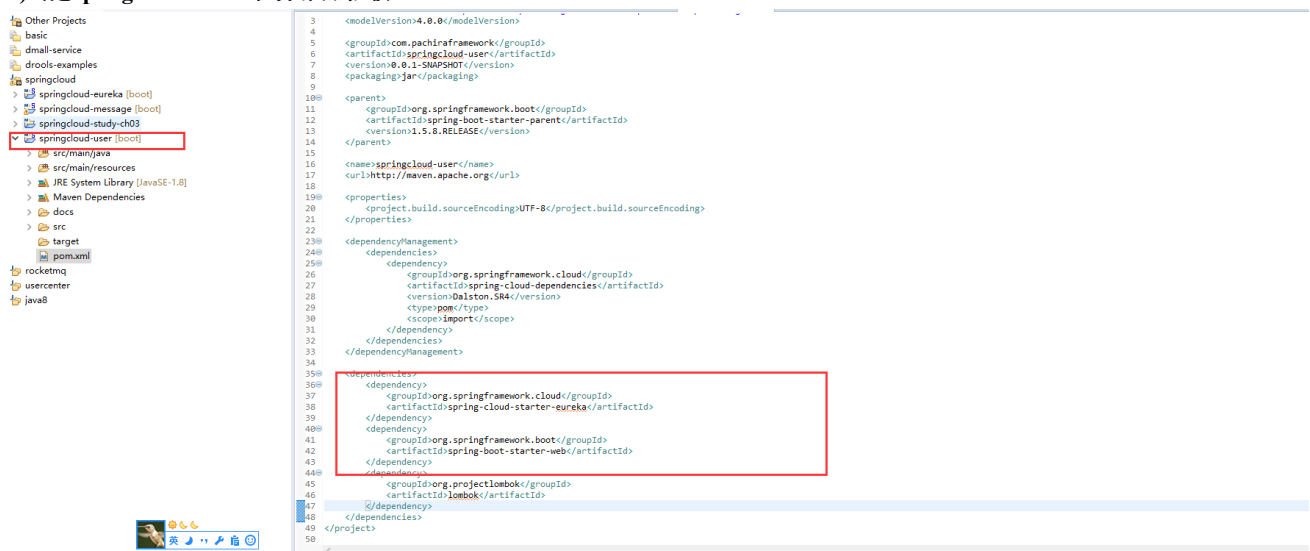 Other Projects
basic
dmall-service
drools-examples
springcloud
springcloud-eureka [boot]
springcloud-message [boot]
springcloud-study-ch03
springcloud-user [boot]
src/main/java
src/main/resources
JRE System Library [JavaSE-1.8]
Maven Dependencies
docs
src
target
pom.xml
rocketmq
usercenter
java8
英
3 <modelVersion>4.0.0</modelVersion>
4
5 <groupId>com.pachiraframework</groupId>
6 <artifactId>springcloud-user</artifactId>
7 <version>0.0.1-SNAPSHOT</version>
8 <packaging>jar</packaging>
9
10 <parent>
11 <groupId>org.springframework.boot</groupId>
12 <artifactId>spring-boot-starter-parent</artifactId>
13 <version>1.5.8.RELEASE</version>
14 </parent>
15
16 <name>springcloud-user</name>
17 <url>http://maven.apache.org</url>
18
19 <properties>
20 <project.build.sourceEncoding>UTF-8</project.build.sourceEncoding>
21 </properties>
22
23 <dependencyManagement>
24 <dependencies>
25 <dependency>
26 <groupId>org.springframework.cloud</groupId>
27 <artifactId>spring-cloud-dependencies</artifactId>
28 <version>Dalston.SR4</version>
29 <type>pom</type>
30 <scope>import</scope>
31 </dependency>
32 </dependencies>
33 </dependencyManagement>
34
35 <dependencies>
36 <dependency>
37 <groupId>org.springframework.cloud</groupId>
38 <artifactId>spring-cloud-starter-eureka</artifactId>
39 </dependency>
40 <dependency>
41 <groupId>org.springframework.boot</groupId>
42 <artifactId>spring-boot-starter-web</artifactId>
43 </dependency>
44 <dependency>
45 <groupId>org.projectlombok</groupId>
46 <artifactId>lombok</artifactId>
47 </dependency>
48 </dependencies>
49 </project>
50